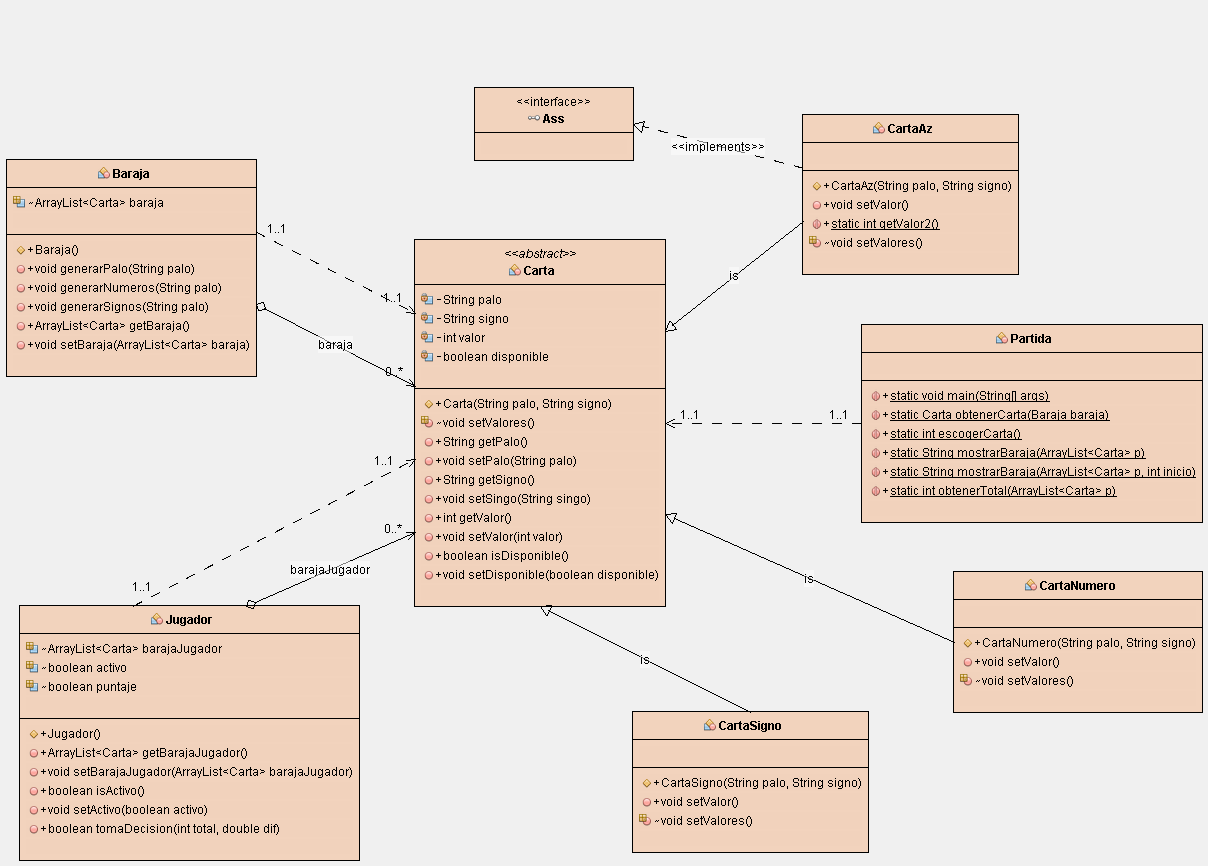 <<interface>>
Ass
<<implements>>
CartaAz
+CartaAz(String palo, String signo)
+void setValor()
+static int getValor2()
~void setValores()
Baraja
~ArrayList<Carta> baraja
+Baraja()
+void generarPalo(String palo)
+void generarNumeros(String palo)
+void generarSignos(String palo)
+ArrayList<Carta> getBaraja()
+void setBaraja(ArrayList<Carta> baraja)
1..1
1..1
baraja
0..*
<<abstract>>
Carta
-String palo
-String signo
-int valor
-boolean disponible
+Carta(String palo, String signo)
~void setValores()
+String getPalo()
+void setPalo(String palo)
+String getSigno()
+void setSingo(String singo)
+int getValor()
+void setValor(int valor)
+boolean isDisponible()
+void setDisponible(boolean disponible)
is
Partida
+static void main(String[] args)
+static Carta obtenerCarta(Baraja baraja)
+static int escogerCarta()
+static String mostrarBaraja(ArrayList<Carta> p)
+static String mostrarBaraja(ArrayList<Carta> p, int inicio)
+static int obtenerTotal(ArrayList<Carta> p)
1..1
1..1
1..1
0..*
barajaJugador
1..1
is
CartaNumero
+CartaNumero(String palo, String signo)
+void setValor()
~void setValores()
Jugador
~ArrayList<Carta> barajaJugador
~boolean activo
~boolean puntaje
+Jugador()
+ArrayList<Carta> getBarajaJugador()
+void setBarajaJugador(ArrayList<Carta> barajaJugador)
+boolean isActivo()
+void setActivo(boolean activo)
+boolean tomaDecision(int total, double dif)
is
CartaSigno
+CartaSigno(String palo, String signo)
+void setValor()
~void setValores()